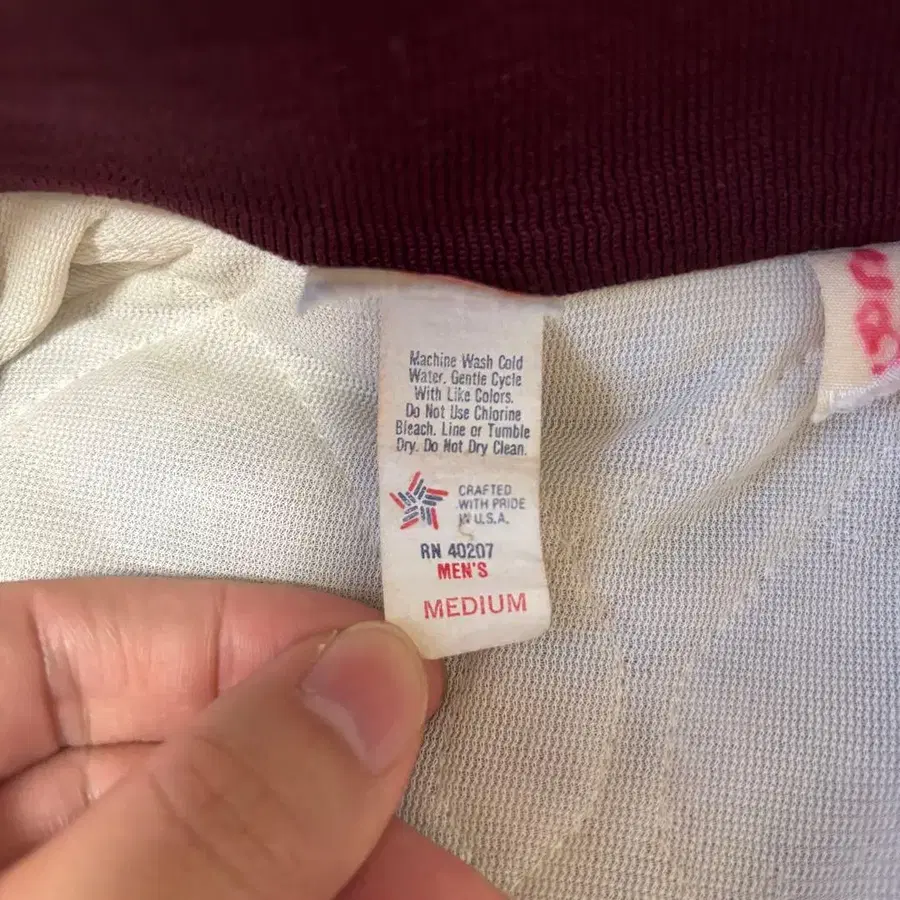 Machine Wash Cold
Water. Gentle Cycle
With Like Colors.
Do Not Use Chlorine
Bleach. Line or Tumble
Dry. Do Not Dry Clean.
CRAFTED
WITH PRIDE
IN U.S.A.
RN 40207
MEN'S
MEDIUM